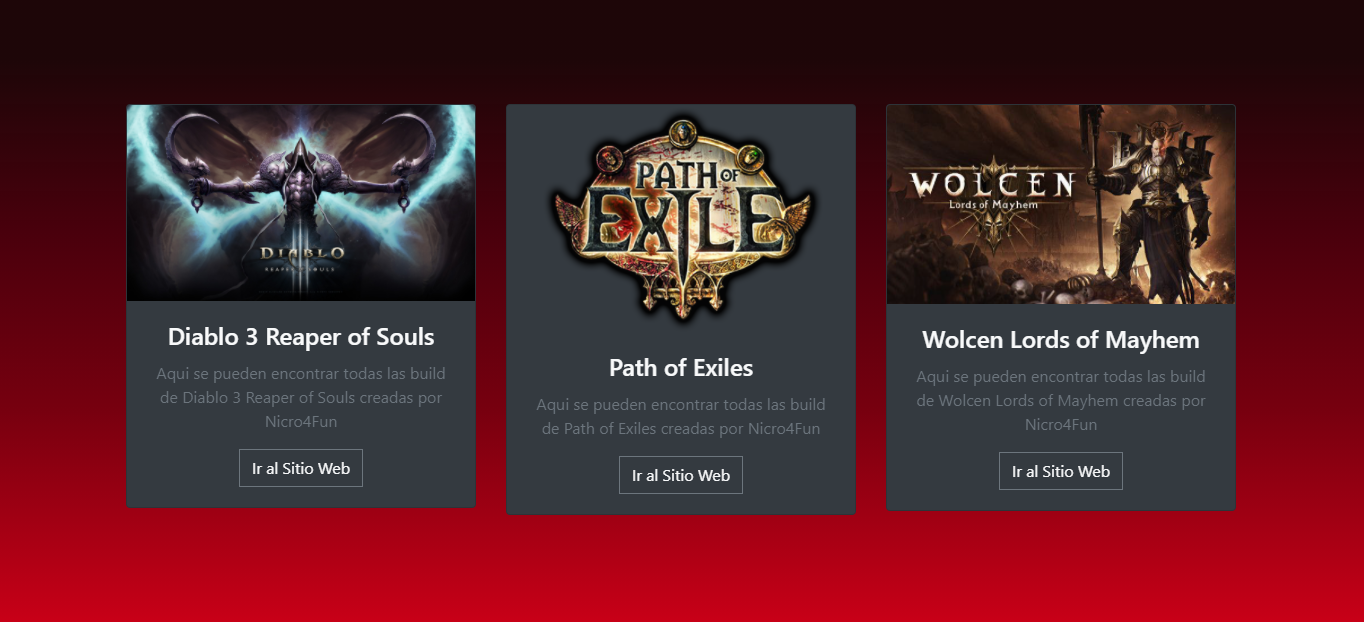 DIABLO
REAPER OF SOULS
Diablo 3 Reaper of Souls
Aqui se pueden encontrar todas las build
de Diablo 3 Reaper of Souls creadas por
Nicro4Fun
Ir al Sitio Web
PATH OF
EXILE
Path of Exiles
Aqui se pueden encontrar todas las build
de Path of Exiles creadas por Nicro4Fun
Ir al Sitio Web
WOLCEN
Lords of Mayhem
Wolcen Lords of Mayhem
Aqui se pueden encontrar todas las build
de Wolcen Lords of Mayhem creadas por
Nicro4Fun
Ir al Sitio Web